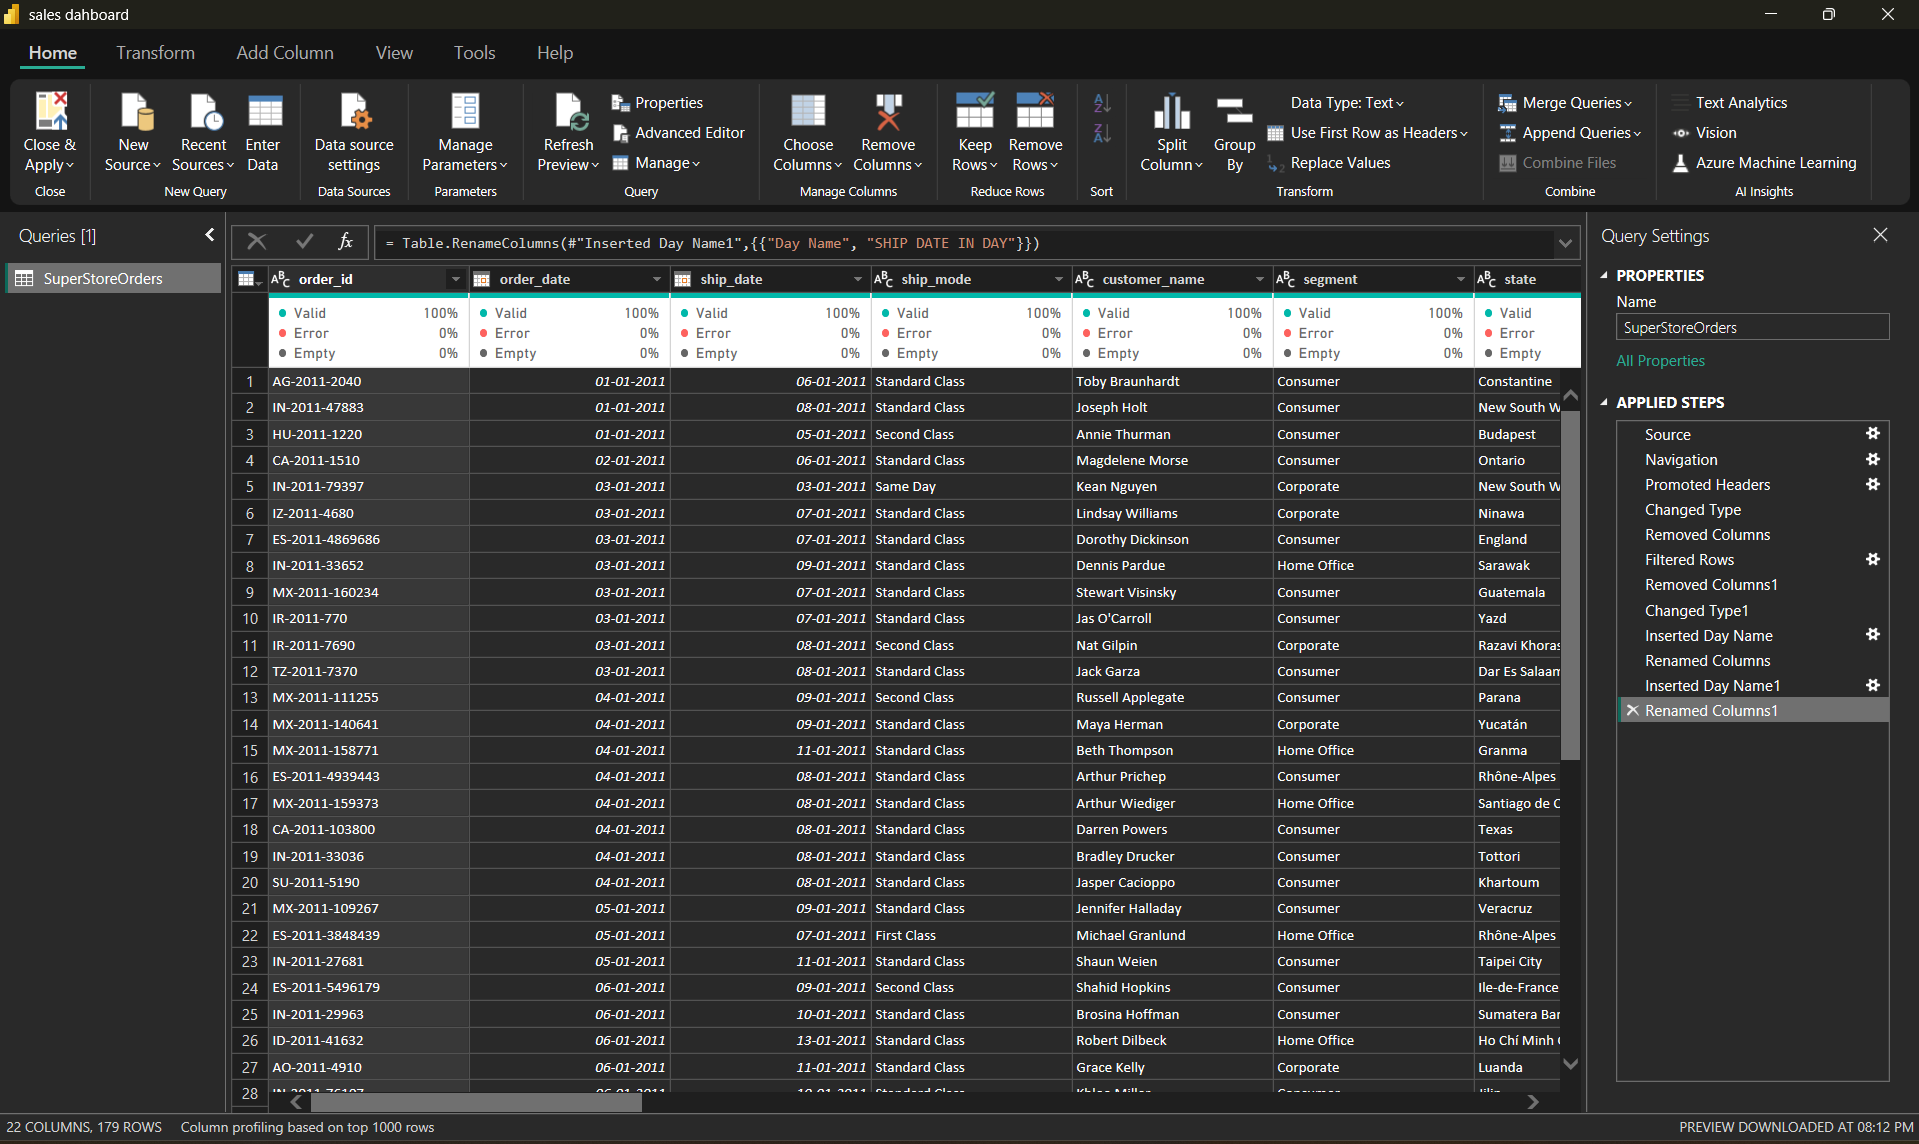 sales dahboard
Home Transform Add Column View Tools Help
Close & Apply
Close
New Source
Recent Sources
Enter Data
New Query
Data source settings
Data Sources
Manage Parameters
Parameters
Refresh Preview
Properties
Advanced Editor
Manage
Query
Choose Columns
Remove Columns
Manage Columns
Keep Rows
Remove Rows
Reduce Rows
Sort
Split Column
Group By
Data Type: Text
Use First Row as Headers
Replace Values
Transform
Merge Queries
Append Queries
Combine Files
Combine
Text Analytics
Vision
Azure Machine Learning
AI Insights
Queries [1]
SuperStoreOrders
fx
= Table.RenameColumns(#"Inserted Day Name1",{{"Day Name", "SHIP DATE IN DAY"}})
order_id order_date ship_date ship_mode customer_name segment state
Valid 100% Valid 100% Valid 100% Valid 100% Valid 100% Valid 100% Valid
Error 0% Error 0% Error 0% Error 0% Error 0% Error 0% Error
Empty 0% Empty 0% Empty 0% Empty 0% Empty 0% Empty 0% Empty
1 AG-2011-2040 01-01-2011 06-01-2011 Standard Class Toby Braunhardt Consumer Constantine
2 IN-2011-47883 01-01-2011 08-01-2011 Standard Class Joseph Holt Consumer New South W
3 HU-2011-1220 01-01-2011 05-01-2011 Second Class Annie Thurman Consumer Budapest
4 CA-2011-1510 02-01-2011 06-01-2011 Standard Class Magdelene Morse Consumer Ontario
5 IN-2011-79397 03-01-2011 03-01-2011 Same Day Kean Nguyen Corporate New South W
6 IZ-2011-4680 03-01-2011 07-01-2011 Standard Class Lindsay Williams Corporate Ninawa
7 ES-2011-4869686 03-01-2011 07-01-2011 Standard Class Dorothy Dickinson Consumer England
8 IN-2011-33652 03-01-2011 09-01-2011 Standard Class Dennis Pardue Home Office Sarawak
9 MX-2011-160234 03-01-2011 07-01-2011 Standard Class Stewart Visinsky Consumer Guatemala
10 IR-2011-770 03-01-2011 07-01-2011 Standard Class Jas O'Carroll Consumer Yazd
11 IR-2011-7690 03-01-2011 08-01-2011 Second Class Nat Gilpin Corporate Razavi Khoras
12 TZ-2011-7370 03-01-2011 08-01-2011 Standard Class Jack Garza Consumer Dar Es Salaam
13 MX-2011-111255 04-01-2011 09-01-2011 Second Class Russell Applegate Consumer Parana
14 MX-2011-140641 04-01-2011 09-01-2011 Standard Class Maya Herman Corporate Yucatán
15 MX-2011-158771 04-01-2011 11-01-2011 Standard Class Beth Thompson Home Office Granma
16 ES-2011-4939443 04-01-2011 08-01-2011 Standard Class Arthur Prichep Consumer Rhône-Alpes
17 MX-2011-159373 04-01-2011 08-01-2011 Standard Class Arthur Wiediger Home Office Santiago de C
18 CA-2011-103800 04-01-2011 08-01-2011 Standard Class Darren Powers Consumer Texas
19 IN-2011-33036 04-01-2011 08-01-2011 Standard Class Bradley Drucker Consumer Tottori
20 SU-2011-5190 04-01-2011 08-01-2011 Standard Class Jasper Cacioppo Consumer Khartoum
21 MX-2011-109267 05-01-2011 09-01-2011 Standard Class Jennifer Halladay Consumer Veracruz
22 ES-2011-3848439 05-01-2011 07-01-2011 First Class Michael Granlund Home Office Rhône-Alpes
23 IN-2011-27681 05-01-2011 11-01-2011 Standard Class Shaun Weien Consumer Taipei City
24 ES-2011-5496179 06-01-2011 09-01-2011 Second Class Shahid Hopkins Consumer Ile-de-France
25 IN-2011-29963 06-01-2011 10-01-2011 Standard Class Brosina Hoffman Consumer Sumatera Bar
26 ID-2011-41632 06-01-2011 13-01-2011 Standard Class Robert Dilbeck Home Office Ho Chí Minh
27 AO-2011-4910 06-01-2011 11-01-2011 Standard Class Grace Kelly Corporate Luanda
28
22 COLUMNS, 179 ROWS Column profiling based on top 1000 rows
Query Settings
PROPERTIES
Name
SuperStoreOrders
All Properties
APPLIED STEPS
Source
Navigation
Promoted Headers
Changed Type
Removed Columns
Filtered Rows
Removed Columns1
Changed Type1
Inserted Day Name
Renamed Columns
Inserted Day Name1
Renamed Columns1
PREVIEW DOWNLOADED AT 08:12 PM